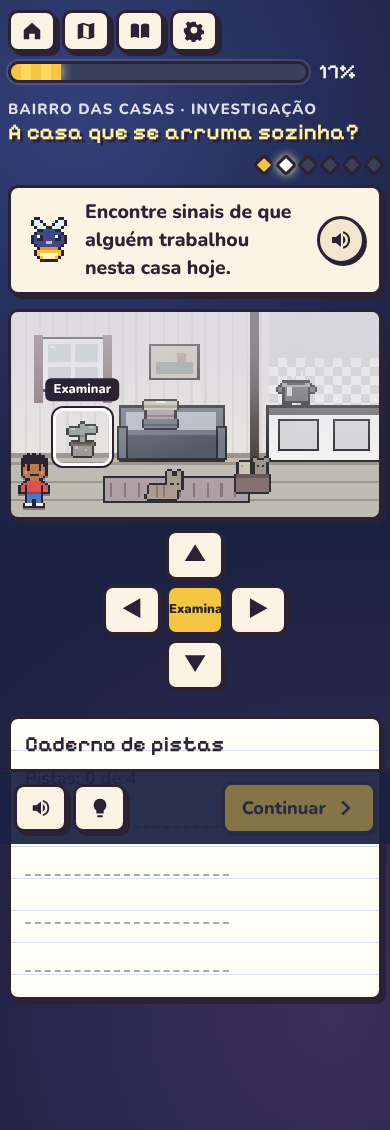 17%
BAIRRO DAS CASAS · INVESTIGAÇÃO
A casa que se arruma sozinha?
Encontre sinais de que
alguém trabalhou
nesta casa hoje.
Examinar
Examina
Caderno de pistas
Pistas: 0 de 4
Continuar